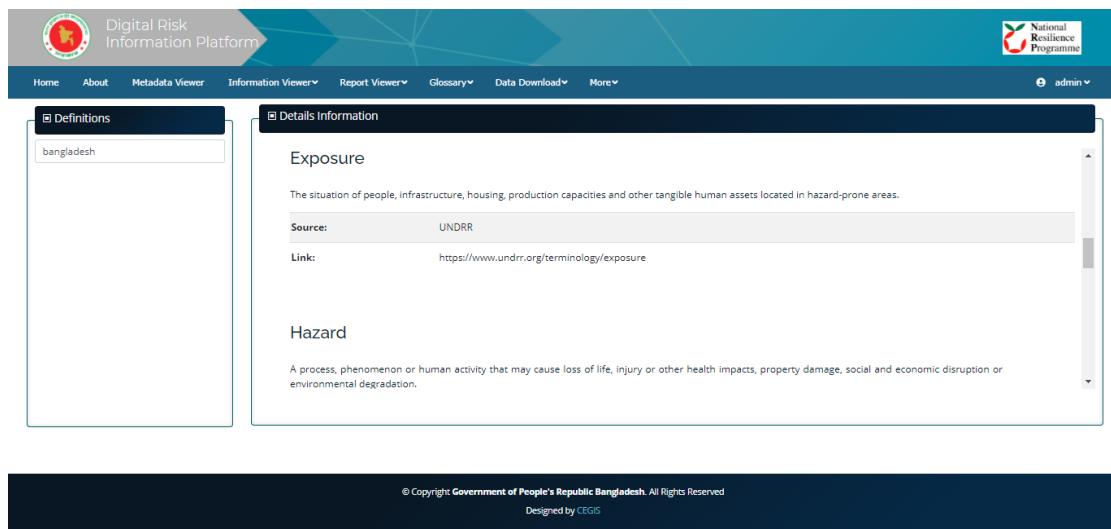 Digital Risk
Information Platform
National
Resilience
Programme
Home About Metadata Viewer Information Viewer Report Viewer Glossary Data Download More admin
Definitions
bangladesh
Details Information
Exposure
The situation of people, infrastructure, housing, production capacities and other tangible human assets located in hazard-prone areas.
Source: UNDRR
Link: https://www.undrr.org/terminology/exposure
Hazard
A process, phenomenon or human activity that may cause loss of life, injury or other health impacts, property damage, social and economic disruption or
environmental degradation.
© Copyright Government of People's Republic Bangladesh. All Rights Reserved
Designed by CEGIS